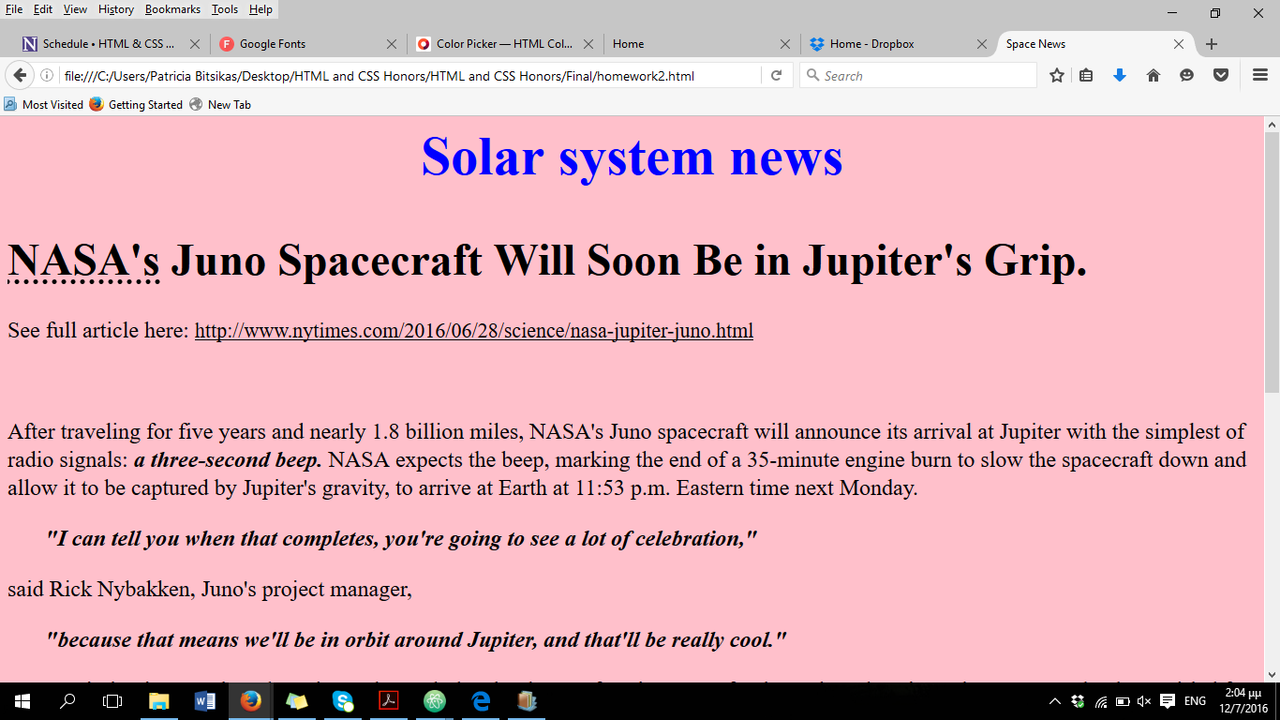 File Edit View History Bookmarks Tools Help
Schedule • HTML & CSS ...
Google Fonts
Color Picker — HTML Col...
Home
Home - Dropbox
Space News
file:///C:/Users/Patricia Bitsikas/Desktop/HTML and CSS Honors/HTML and CSS Honors/Final/homework2.html
Search
Most Visited Getting Started New Tab
Solar system news
NASA's Juno Spacecraft Will Soon Be in Jupiter's Grip.
See full article here: http://www.nytimes.com/2016/06/28/science/nasa-jupiter-juno.html
After traveling for five years and nearly 1.8 billion miles, NASA's Juno spacecraft will announce its arrival at Jupiter with the simplest of
radio signals: a three-second beep. NASA expects the beep, marking the end of a 35-minute engine burn to slow the spacecraft down and
allow it to be captured by Jupiter's gravity, to arrive at Earth at 11:53 p.m. Eastern time next Monday.
"I can tell you when that completes, you're going to see a lot of celebration,"
said Rick Nybakken, Juno's project manager,
"because that means we'll be in orbit around Jupiter, and that'll be really cool."
ENG
2:04 μμ
12/7/2016